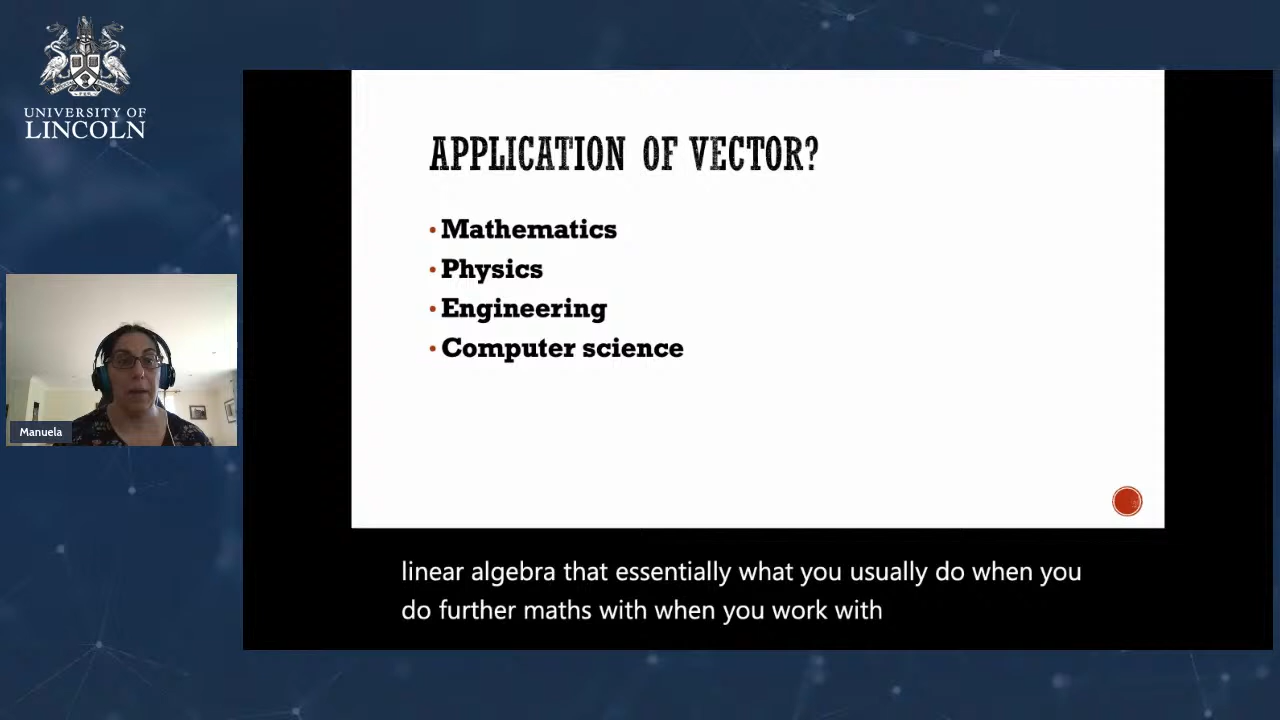 UNIVERSITY OF
LINCOLN
APPLICATION OF VECTOR?
• Mathematics
• Physics
• Engineering
• Computer science
Manuela
linear algebra that essentially what you usually do when you
do further maths with when you work with